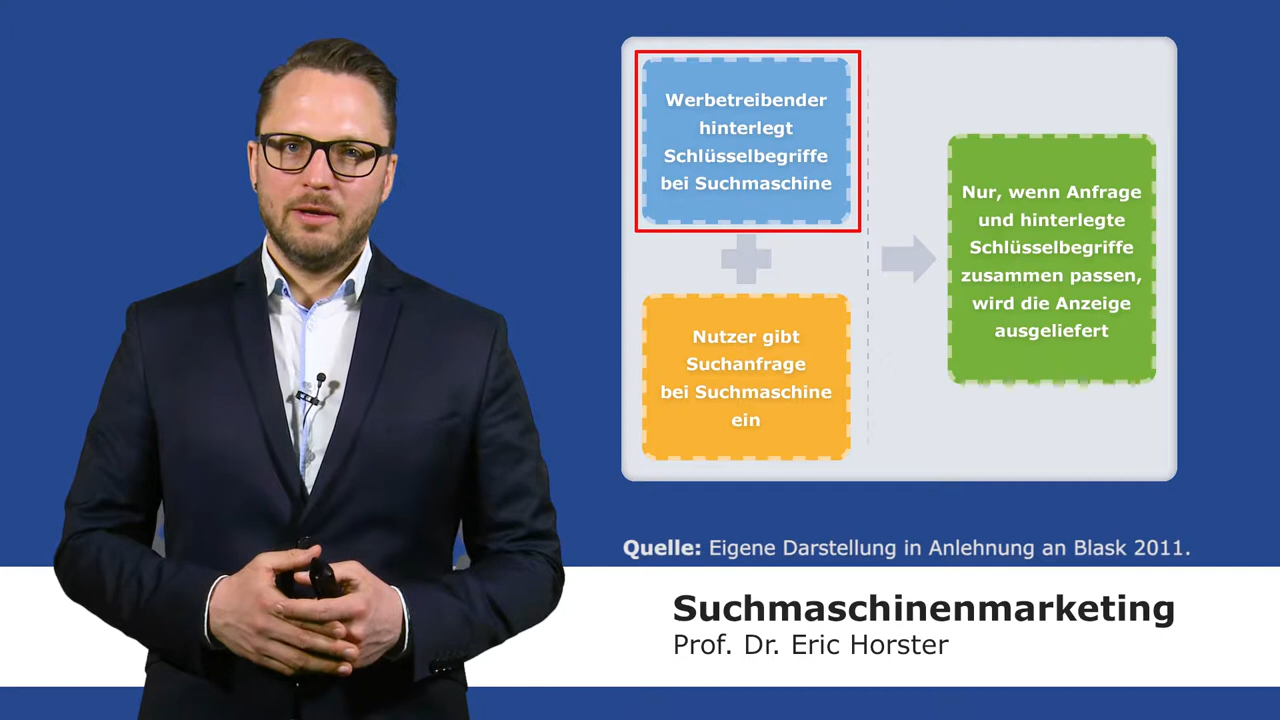 Werbetreibender
hinterlegt
Schlüsselbegriffe
bei Suchmaschine
Nutzer gibt
Suchanfrage
bei Suchmaschine
ein
Nur, wenn Anfrage
und hinterlegte
Schlüsselbegriffe
zusammen passen,
wird die Anzeige
ausgeliefert
Quelle: Eigene Darstellung in Anlehnung an Blask 2011.
Suchmaschinenmarketing
Prof. Dr. Eric Horster